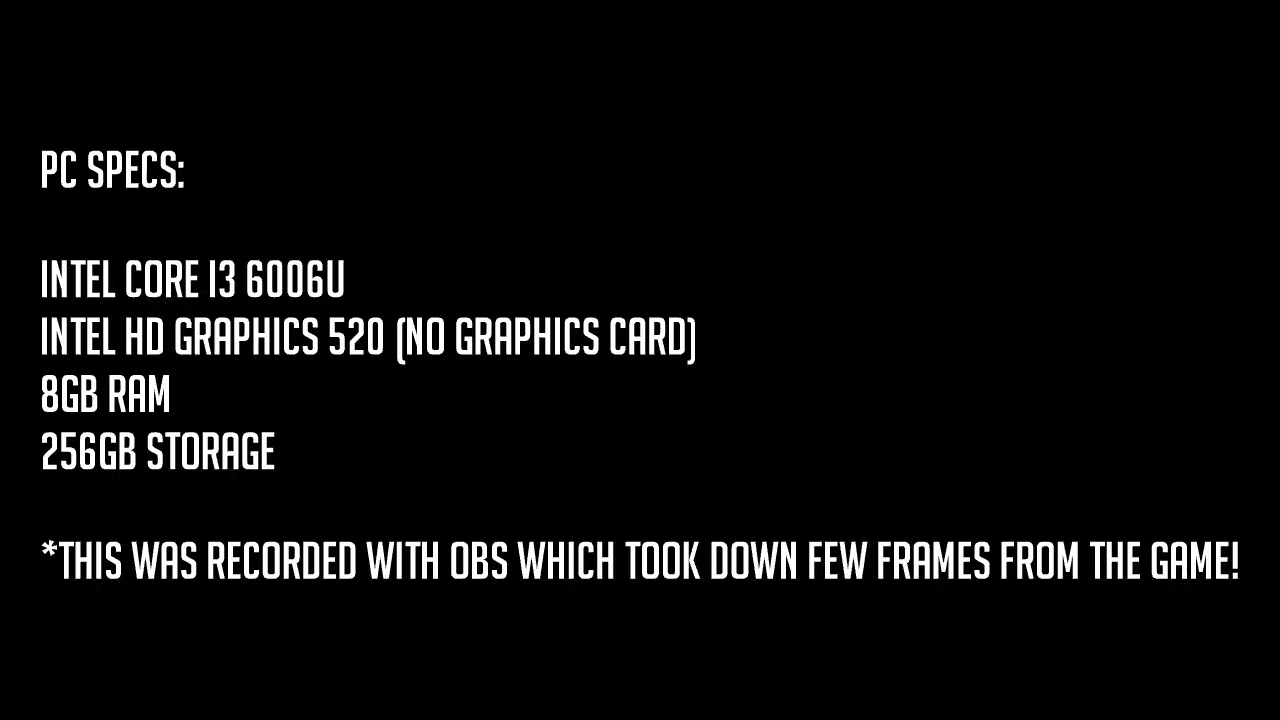 PC SPECS:
INTEL CORE I3 6006U
INTEL HD GRAPHICS 520 (NO GRAPHICS CARD)
8GB RAM
256GB STORAGE
*THIS WAS RECORDED WITH OBS WHICH TOOK DOWN FEW FRAMES FROM THE GAME!